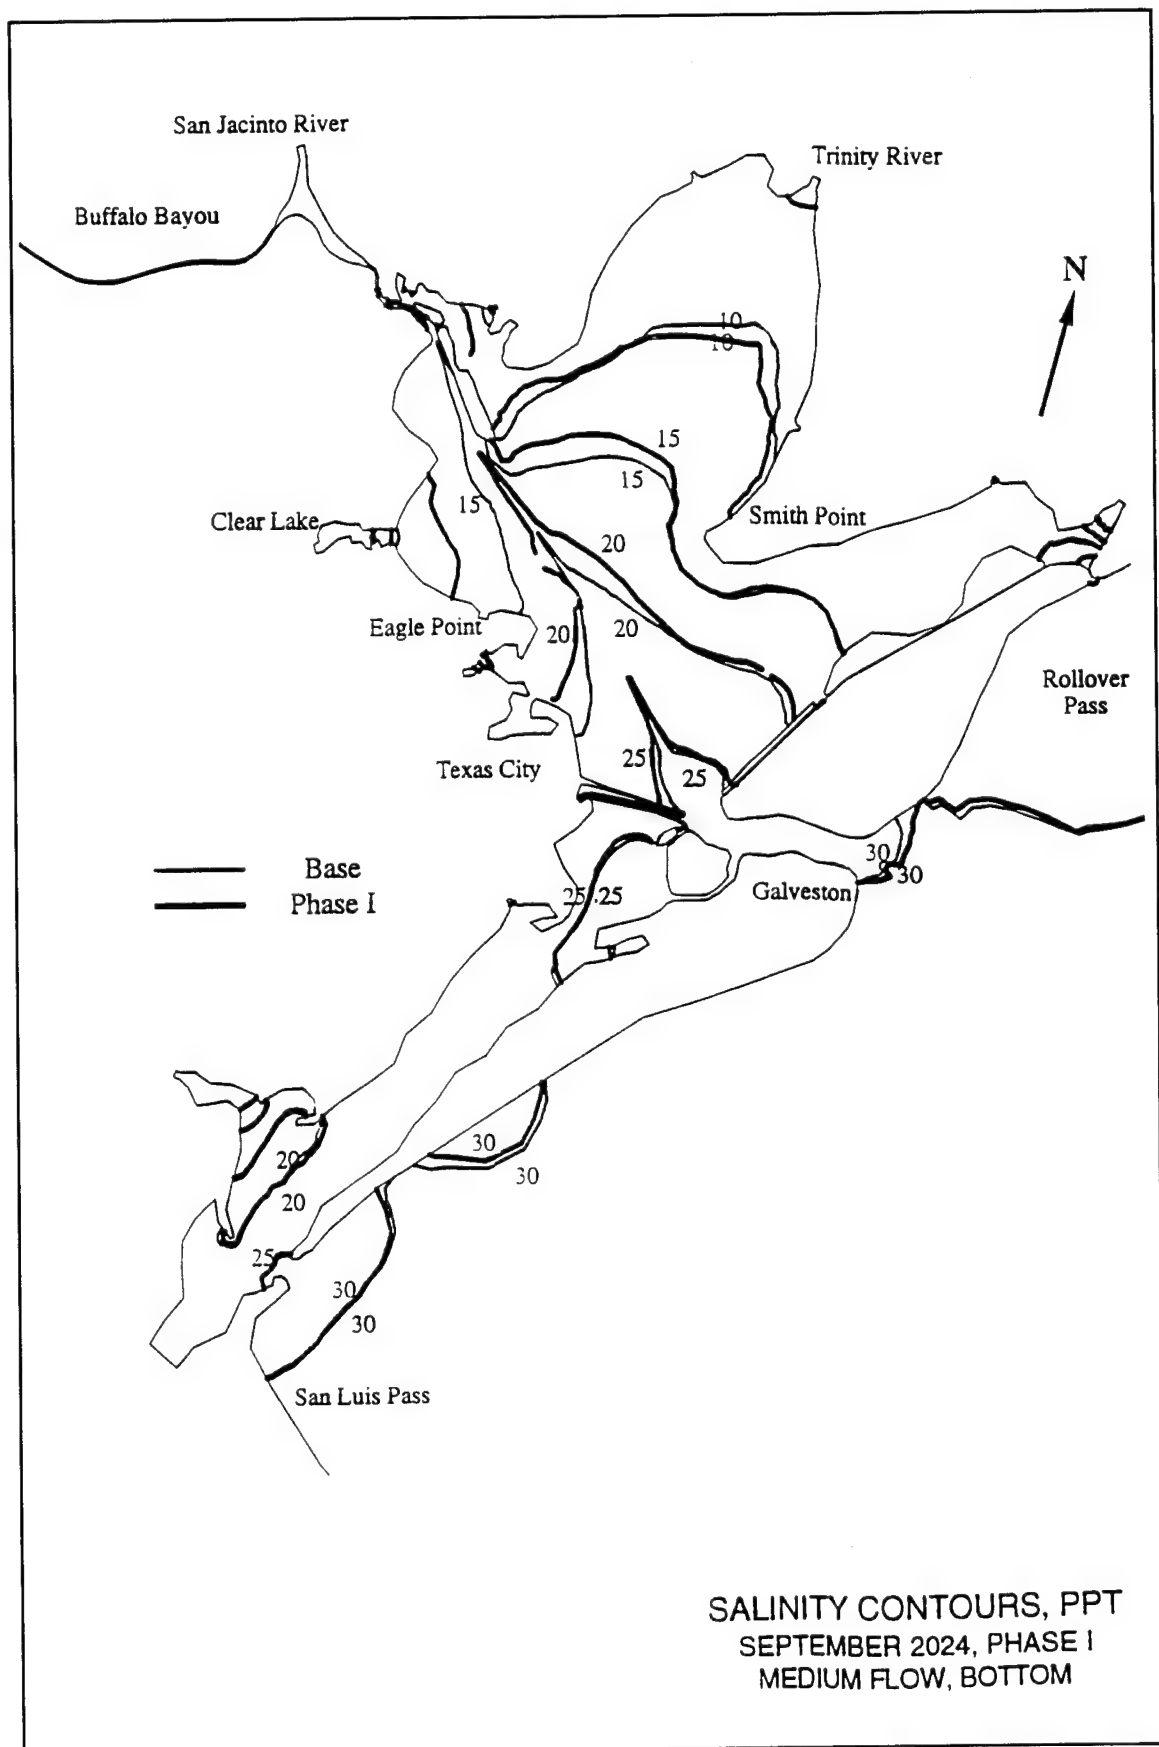 San Jacinto River
Trinity River
Buffalo Bayou
N
10
10
15
15
15
Clear Lake
Smith Point
20
Eagle Point
20
20
Rollover
Pass
Texas City
25
25
Base
Phase I
30
30
Galveston
25
25
20
30
30
20
25
30
30
San Luis Pass
SALINITY CONTOURS, PPT
SEPTEMBER 2024, PHASE I
MEDIUM FLOW, BOTTOM